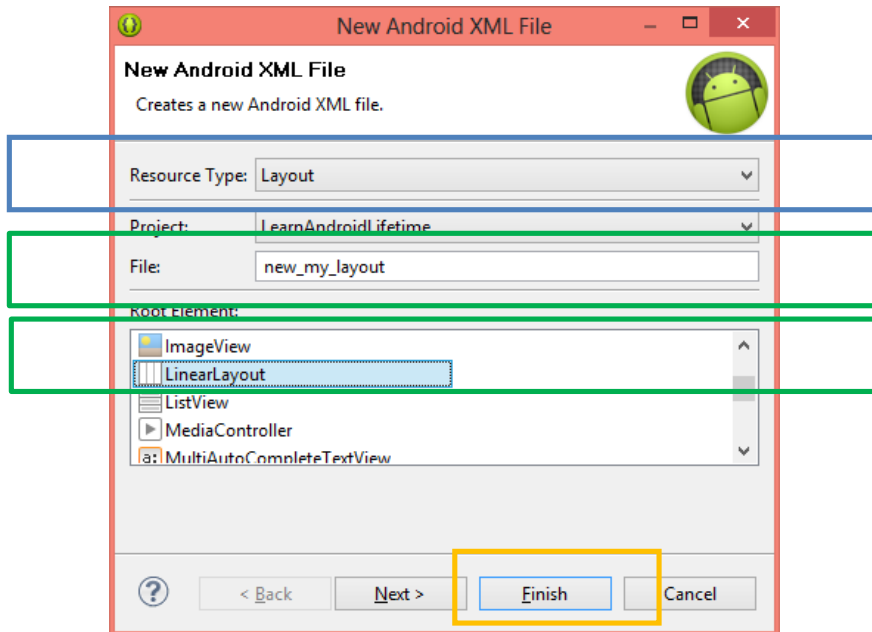 New Android XML File
New Android XML File
Creates a new Android XML file.
Resource Type: Layout
Project: LearnAndroidLifetime
File: new_my_layout
Root Element:
ImageView
LinearLayout
ListView
MediaController
a: MultiAutoCompleteTextView
? < Back Next > Finish Cancel